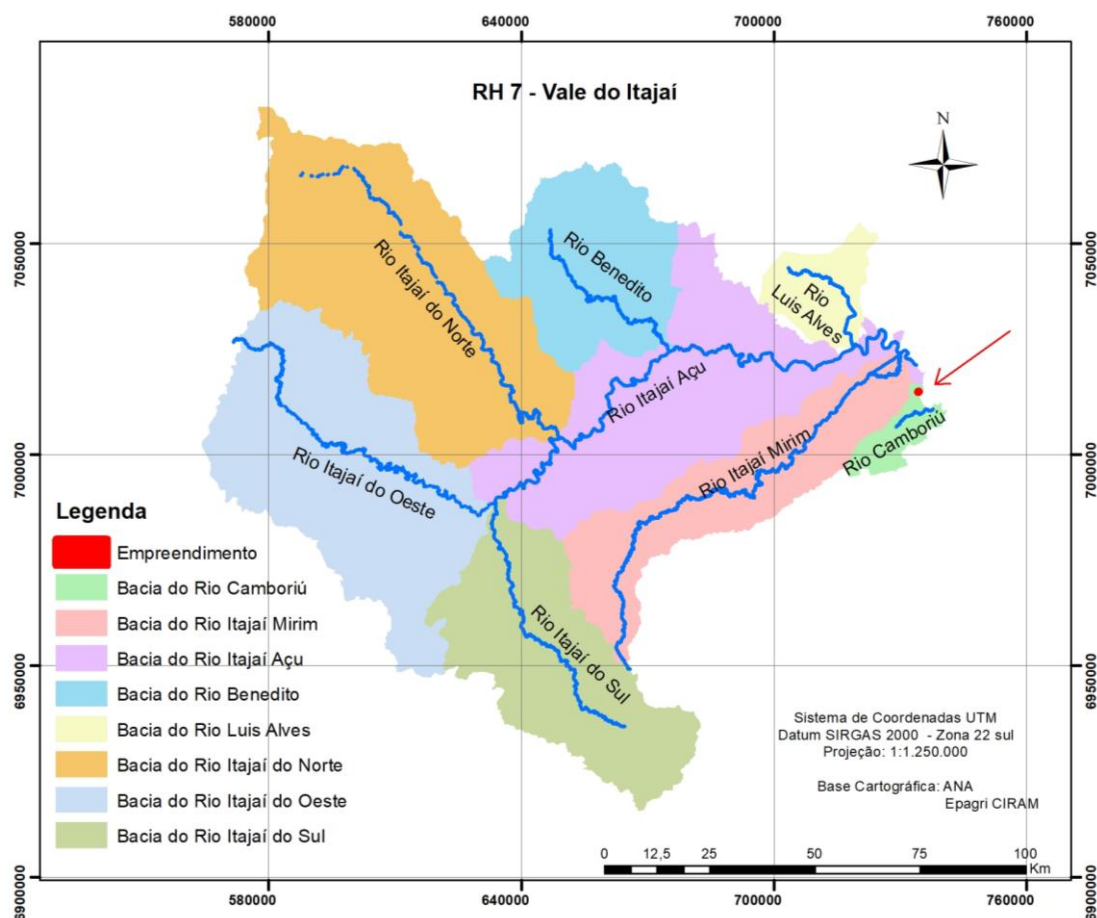 580000
640000
700000
760000
RH 7 - Vale do Itajaí
N
7050000
7050000
Rio Itajaí do Norte
Rio Benedito
Rio
Luis Alves
Rio Itajaí Açu
Rio Itajaí Mirim
Rio Camboriú
7000000
7000000
Rio Itajaí do Oeste
Rio Itajaí do Sul
Legenda
Empreendimento
Bacia do Rio Camboriú
Bacia do Rio Itajaí Mirim
Bacia do Rio Itajaí Açu
Bacia do Rio Benedito
Bacia do Rio Luis Alves
Bacia do Rio Itajaí do Norte
Bacia do Rio Itajaí do Oeste
Bacia do Rio Itajaí do Sul
6950000
6950000
Sistema de Coordenadas UTM
Datum SIRGAS 2000 - Zona 22 sul
Projeção: 1:1.250.000
Base Cartográfica: ANA
Epagri CIRAM
0 12,5 25 50 75 100
Km
6900000
6900000
580000
640000
700000
760000